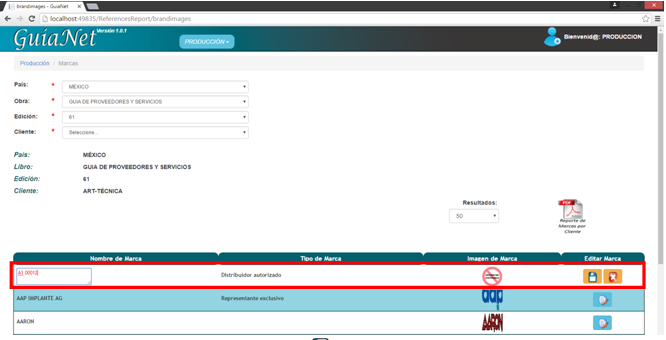 brandimages - GuiaNet
localhost:49835/ReferencesReport/brandimages
GuíaNet Versión 1.0.1
PRODUCCIÓN
Bienvenid@: PRODUCCION
Producción / Marcas
País: * MÉXICO
Obra: * GUIA DE PROVEEDORES Y SERVICIOS
Edición: * 61
Cliente: * Seleccione...
País: MÉXICO
Libro: GUIA DE PROVEEDORES Y SERVICIOS
Edición: 61
Cliente: ART-TÉCNICA
Resultados:
50
PDF
Reporte de
Marcas por
Cliente
Nombre de Marca Tipo de Marca Imagen de Marca Editar Marca
A1 00012 Distribuidor autorizado
AAP IMPLANTE AG Representante exclusivo aap
AARON AARON